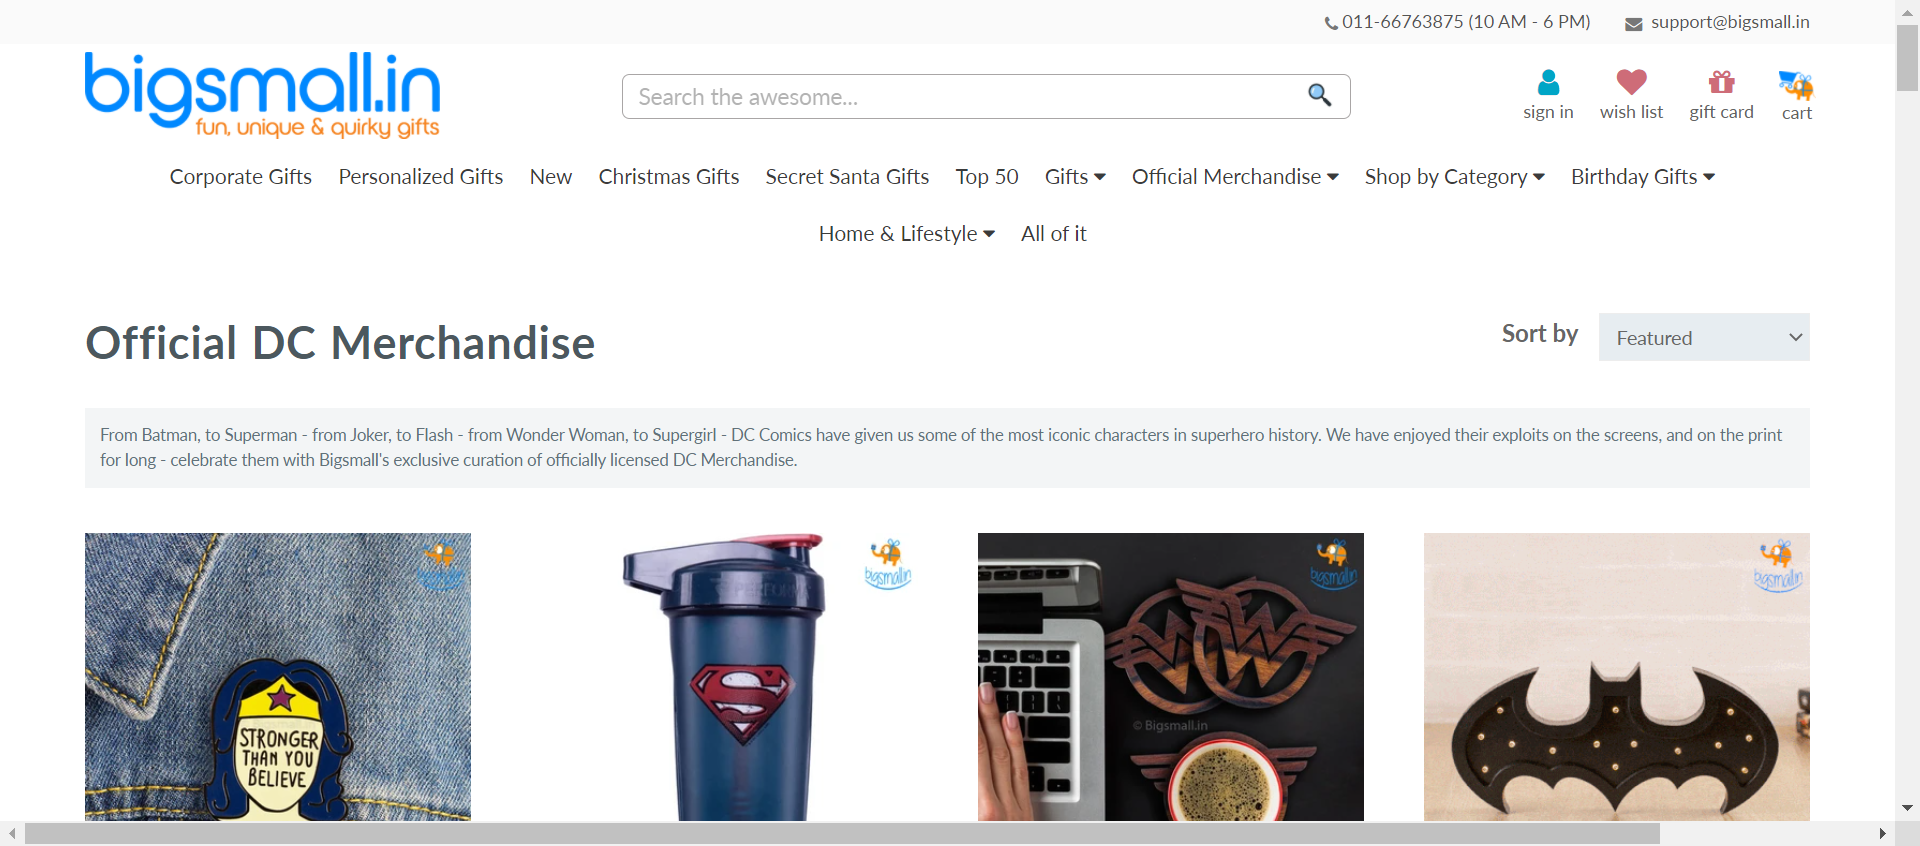 011-66763875 (10 AM - 6 PM) support@bigsmall.in
bigsmall.in
fun, unique & quirky gifts
Search the awesome...
sign in wish list gift card cart
Corporate Gifts Personalized Gifts New Christmas Gifts Secret Santa Gifts Top 50 Gifts Official Merchandise Shop by Category Birthday Gifts
Home & Lifestyle All of it
Official DC Merchandise
Sort by Featured
From Batman, to Superman - from Joker, to Flash - from Wonder Woman, to Supergirl - DC Comics have given us some of the most iconic characters in superhero history. We have enjoyed their exploits on the screens, and on the print
for long - celebrate them with Bigsmall's exclusive curation of officially licensed DC Merchandise.
STRONGER
THAN YOU
BELIEVE
bigsmall.in
S
bigsmall.in
W W
© Bigsmall.in
bigsmall.in